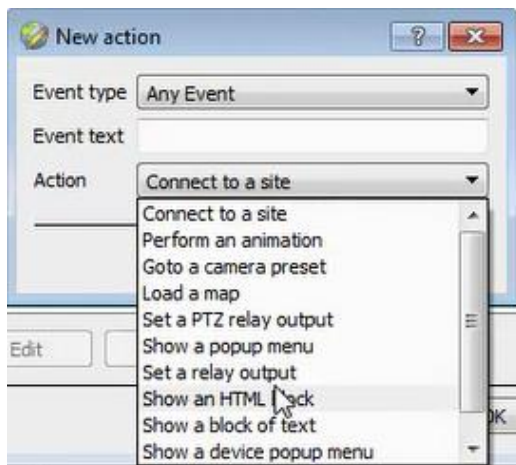 New action
Event type Any Event
Event text
Action Connect to a site
Connect to a site
Perform an animation
Goto a camera preset
Load a map
Set a PTZ relay output
Show a popup menu
Edit
Set a relay output
Show an HTML block
Show a block of text
Show a device popup menu